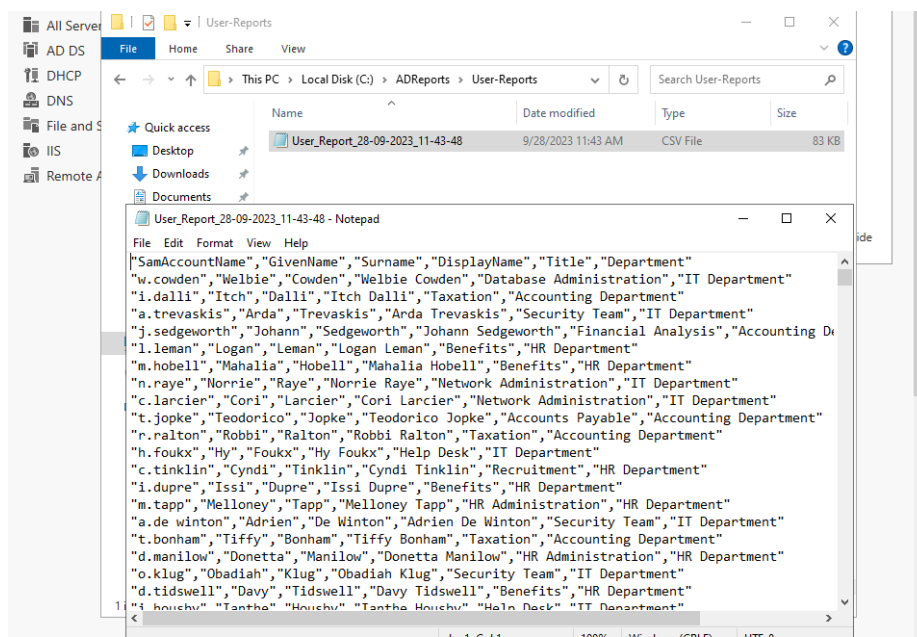 All Server
AD DS
DHCP
DNS
File and S
IIS
Remote A
User-Reports
File Home Share View
This PC > Local Disk (C:) > ADReports > User-Reports
Search User-Reports
Name Date modified Type Size
Quick access
Desktop
Downloads
Documents
User_Report_28-09-2023_11-43-48 9/28/2023 11:43 AM CSV File 83 KB
ide
User_Report_28-09-2023_11-43-48 - Notepad
File Edit Format View Help
"SamAccountName","GivenName","Surname","DisplayName","Title","Department"
"w.cowden","Welbie","Cowden","Welbie Cowden","Database Administration","IT Department"
"i.dalli","Itch","Dalli","Itch Dalli","Taxation","Accounting Department"
"a.trevaskis","Arda","Trevaskis","Arda Trevaskis","Security Team","IT Department"
"j.sedgeworth","Johann","Sedgeworth","Johann Sedgeworth","Financial Analysis","Accounting De
"l.leman","Logan","Leman","Logan Leman","Benefits","HR Department"
"m.hobell","Mahalia","Hobell","Mahalia Hobell","Benefits","HR Department"
"n.raye","Norrie","Raye","Norrie Raye","Network Administration","IT Department"
"c.larcier","Cori","Larcier","Cori Larcier","Network Administration","IT Department"
"t.jopke","Teodorico","Jopke","Teodorico Jopke","Accounts Payable","Accounting Department"
"r.ralton","Robbi","Ralton","Robbi Ralton","Taxation","Accounting Department"
"h.foukx","Hy","Foukx","Hy Foukx","Help Desk","IT Department"
"c.tinklin","Cyndi","Tinklin","Cyndi Tinklin","Recruitment","HR Department"
"i.dupre","Issi","Dupre","Issi Dupre","Benefits","HR Department"
"m.tapp","Melloney","Tapp","Melloney Tapp","HR Administration","HR Department"
"a.de winton","Adrien","De Winton","Adrien De Winton","Security Team","IT Department"
"t.bonham","Tiffy","Bonham","Tiffy Bonham","Taxation","Accounting Department"
"d.manilow","Donetta","Manilow","Donetta Manilow","HR Administration","HR Department"
"o.klug","Obadiah","Klug","Obadiah Klug","Security Team","IT Department"
"d.tidswell","Davy","Tidswell","Davy Tidswell","Benefits","HR Department"
"i.housby","Ianthe","Housby","Ianthe Housby","Help Desk","IT Department"